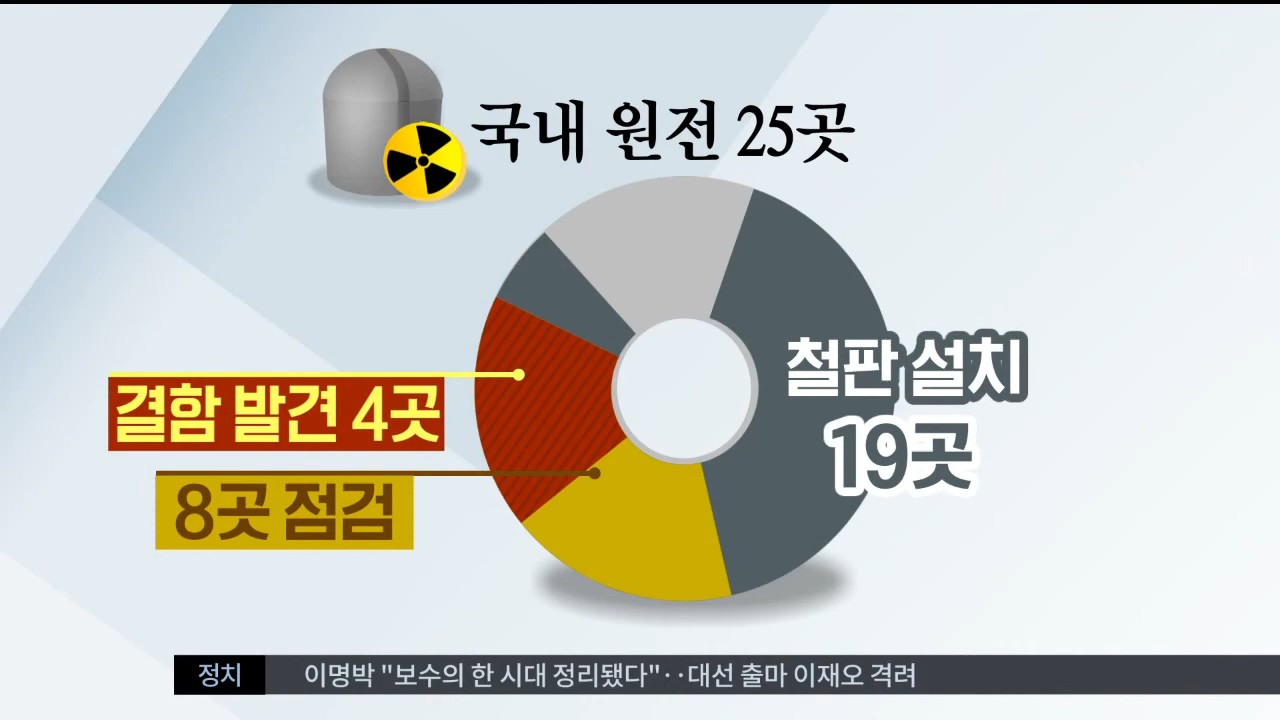 국내 원전 25곳
철판 설치
19곳
결함 발견 4곳
8곳 점검
정치 이명박 "보수의 한 시대 정리됐다"‥대선 출마 이재오 격려